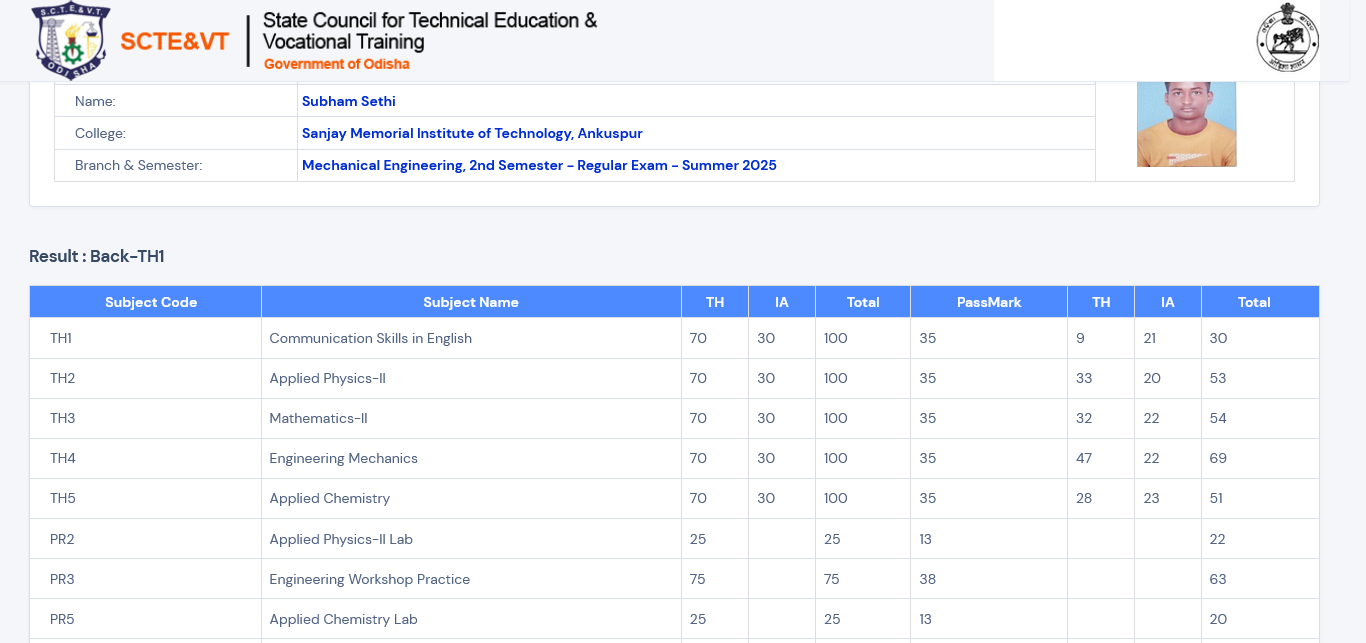 S.C.T.E.& V.T.
ODISHA
SCTE&VT
State Council for Technical Education &
Vocational Training
Government of Odisha
Name: Subham Sethi
College: Sanjay Memorial Institute of Technology, Ankuspur
Branch & Semester: Mechanical Engineering, 2nd Semester - Regular Exam - Summer 2025
Result : Back-TH1
Subject Code Subject Name TH IA Total PassMark TH IA Total
TH1 Communication Skills in English 70 30 100 35 9 21 30
TH2 Applied Physics-II 70 30 100 35 33 20 53
TH3 Mathematics-II 70 30 100 35 32 22 54
TH4 Engineering Mechanics 70 30 100 35 47 22 69
TH5 Applied Chemistry 70 30 100 35 28 23 51
PR2 Applied Physics-II Lab 25 25 13 22
PR3 Engineering Workshop Practice 75 75 38 63
PR5 Applied Chemistry Lab 25 25 13 20